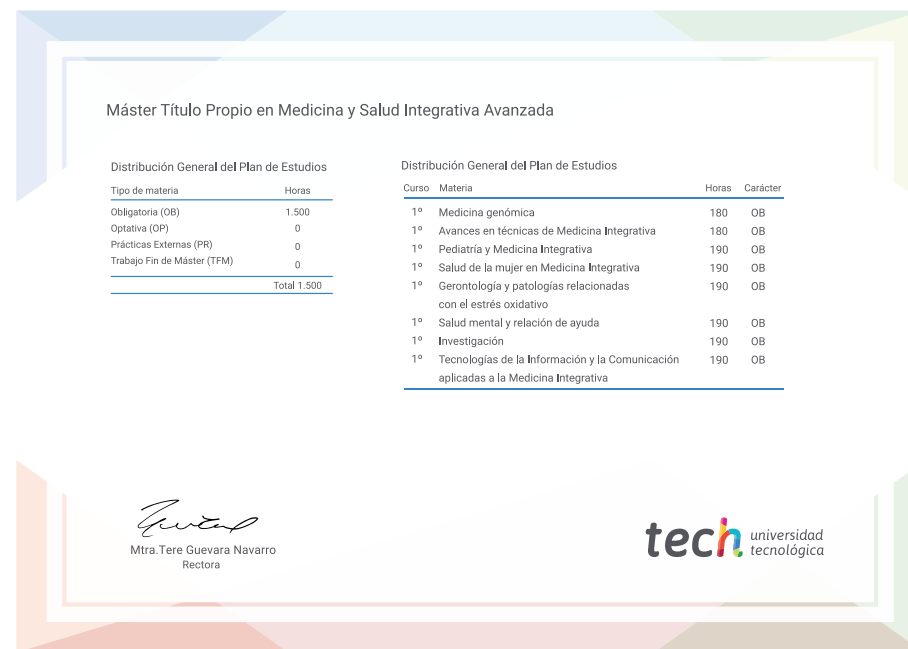 Máster Título Propio en Medicina y Salud Integrativa Avanzada
Distribución General del Plan de Estudios
Tipo de materia Horas
Obligatoria (OB) 1.500
Optativa (OP) 0
Prácticas Externas (PR) 0
Trabajo Fin de Máster (TFM) 0
Total 1.500
Distribución General del Plan de Estudios
Curso Materia Horas Carácter
1º Medicina genómica 180 OB
1º Avances en técnicas de Medicina Integrativa 180 OB
1º Pediatría y Medicina Integrativa 190 OB
1º Salud de la mujer en Medicina Integrativa 190 OB
1º Gerontología y patologías relacionadas 190 OB
con el estrés oxidativo
1º Salud mental y relación de ayuda 190 OB
1º Investigación 190 OB
1º Tecnologías de la Información y la Comunicación 190 OB
aplicadas a la Medicina Integrativa
Mtra.Tere Guevara Navarro
Rectora
tech universidad
tecnológica